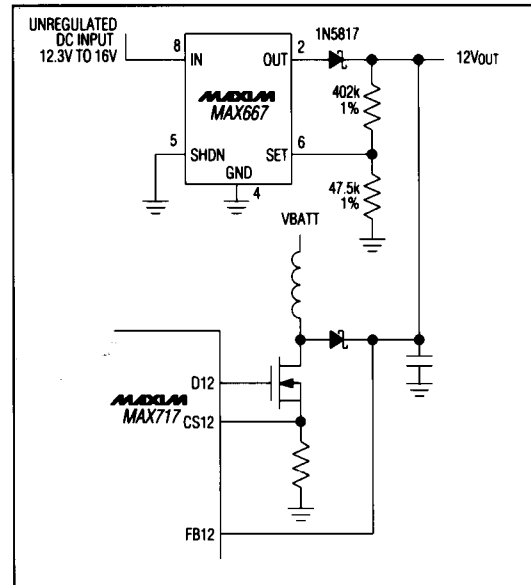 UNREGULATED
DC INPUT
12.3V TO 16V
8
IN
OUT
2
1N5817
12VOUT
MAXIM
MAX667
402k
1%
5
SHDN
SET
6
GND
4
47.5k
1%
VBATT
D12
MAXIM
MAX717
CS12
FB12